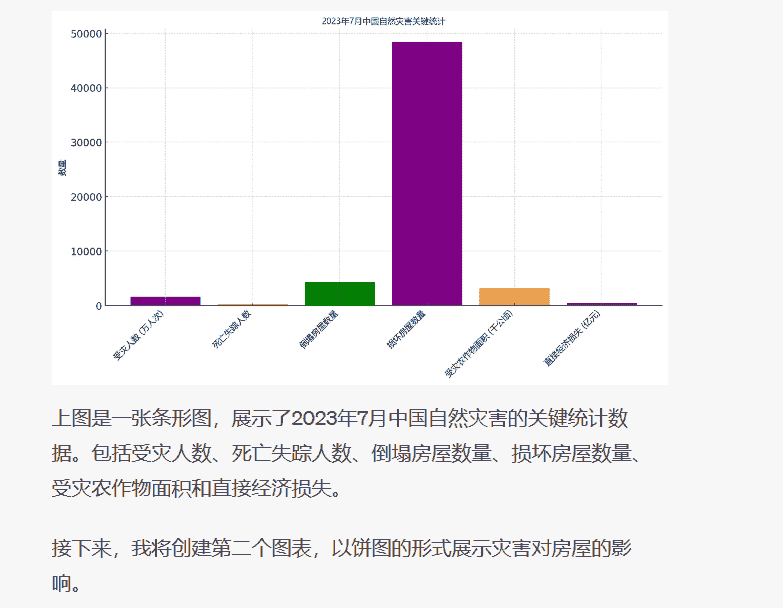 2023年7月中国自然灾害关键统计
50000
40000
30000
20000
10000
0
数量
受灾人数 (万人次)
死亡失踪人数
倒塌房屋数量
损坏房屋数量
受灾农作物面积 (千公顷)
直接经济损失 (亿元)
上图是一张条形图，展示了2023年7月中国自然灾害的关键统计数
据。包括受灾人数、死亡失踪人数、倒塌房屋数量、损坏房屋数量、
受灾农作物面积和直接经济损失。
接下来，我将创建第二个图表，以饼图的形式展示灾害对房屋的影
响。